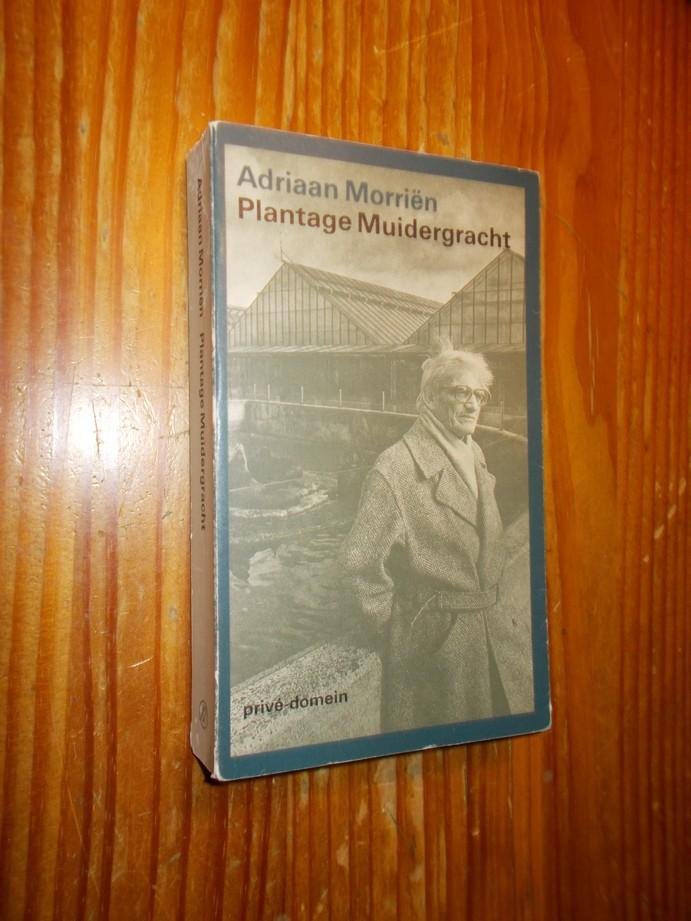 Adriaan Morriën
Plantage Muidergracht
privé-domein
Adriaan Morriën Plantage Muidergracht